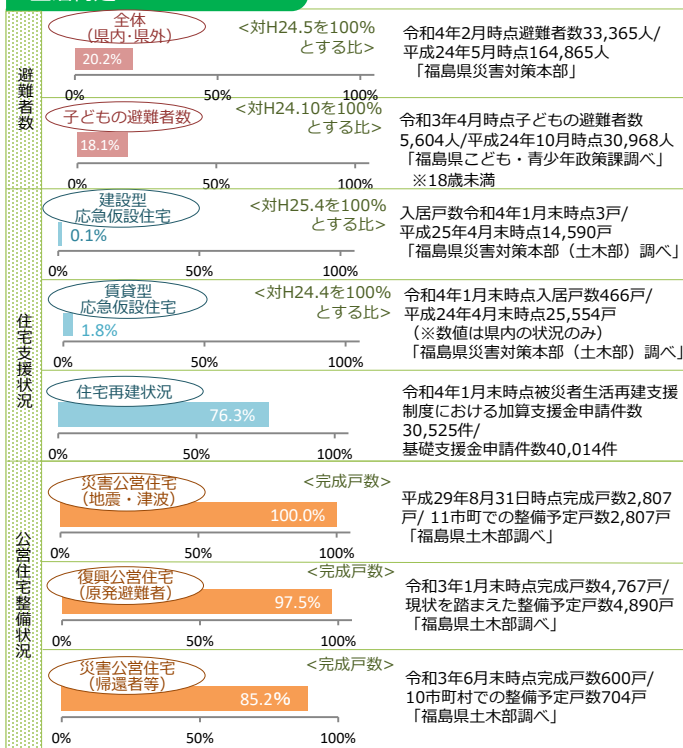 避難者数
全体
（県内･県外）
<対H24.5を100%
とする比>
20.2%
0%
50%
100%
令和4年2月時点避難者数33,365人/
平成24年5月時点164,865人
「福島県災害対策本部」
子どもの避難者数
<対H24.10を100%
とする比>
18.1%
0%
50%
100%
令和3年4月時点子どもの避難者数
5,604人/平成24年10月時点30,968人
「福島県こども・青少年政策課調べ」
※18歳未満
住宅支援状況
建設型
応急仮設住宅
<対H25.4を100%
とする比>
0.1%
0%
50%
100%
入居戸数令和4年1月末時点3戸/
平成25年4月末時点14,590戸
「福島県災害対策本部（土木部）調べ」
賃貸型
応急仮設住宅
<対H24.4を100%
とする比>
1.8%
0%
50%
100%
令和4年1月末時点入居戸数466戸/
平成24年4月末時点25,554戸
（※数値は県内の状況のみ）
「福島県災害対策本部（土木部）調べ」
住宅再建状況
76.3%
0%
50%
100%
令和4年1月末時点被災者生活再建支援
制度における加算支援金申請件数
30,525件/
基礎支援金申請件数40,014件
公営住宅整備状況
災害公営住宅
（地震・津波）
<完成戸数>
100.0%
0%
50%
100%
平成29年8月31日時点完成戸数2,807
戸/ 11市町での整備予定戸数2,807戸
「福島県土木部調べ」
復興公営住宅
（原発避難者）
<完成戸数>
97.5%
0%
50%
100%
令和3年1月末時点完成戸数4,767戸/
現状を踏まえた整備予定戸数4,890戸
「福島県土木部調べ」
災害公営住宅
（帰還者等）
<完成戸数>
85.2%
0%
50%
100%
令和3年6月末時点完成戸数600戸/
10市町村での整備予定戸数704戸
「福島県土木部調べ」